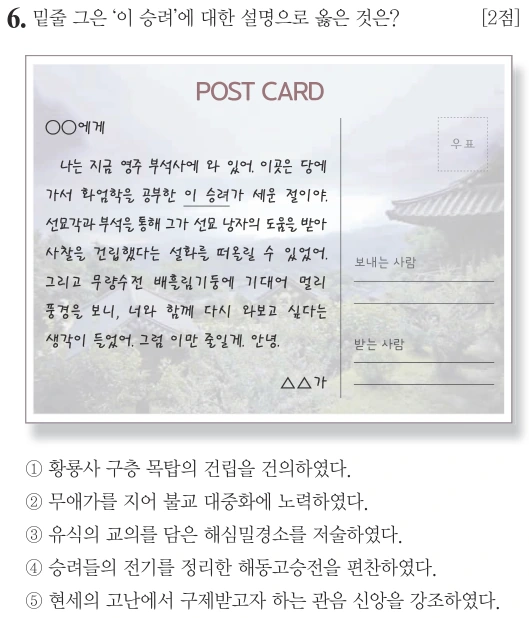 6. 밑줄 그은 '이 승려'에 대한 설명으로 옳은 것은? [2점]
POST CARD
○○에게
나는 지금 영주 부석사에 와 있어. 이곳은 당에
가서 화엄학을 공부한 이 승려가 세운 절이야.
선묘각과 부석을 통해 그가 선묘 낭자의 도움을 받아
사찰을 건립했다는 설화를 떠올릴 수 있었어.
그리고 무량수전 배흘림기둥에 기대어 멀리
풍경을 보니, 너와 함께 다시 와보고 싶다는
생각이 들었어. 그럼 이만 줄일게. 안녕.
△△가
우표
보내는 사람
받는 사람
① 황룡사 구층 목탑의 건립을 건의하였다.
② 무애가를 지어 불교 대중화에 노력하였다.
③ 유식의 교의를 담은 해심밀경소를 저술하였다.
④ 승려들의 전기를 정리한 해동고승전을 편찬하였다.
⑤ 현세의 고난에서 구제받고자 하는 관음 신앙을 강조하였다.